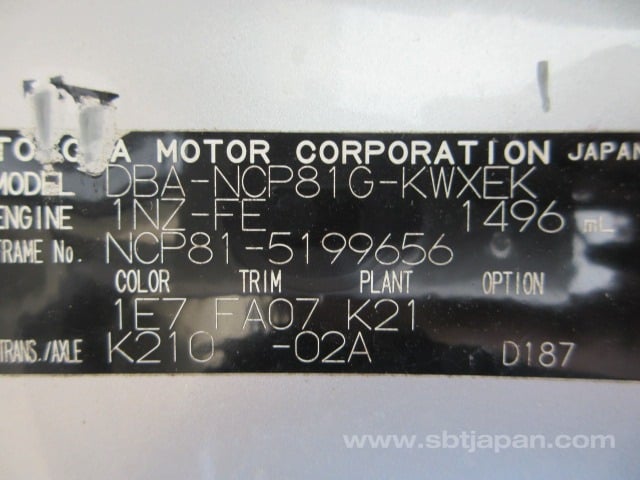 TOYOTA MOTOR CORPORATION JAPAN
MODEL DBA-NCP81G-KWXEK
ENGINE 1NZ-FE 1496 mL
FRAME No. NCP81-5199656
COLOR TRIM PLANT OPTION
1E7 FA07 K21
TRANS./AXLE K210 -02A D187
www.sbtjapan.com